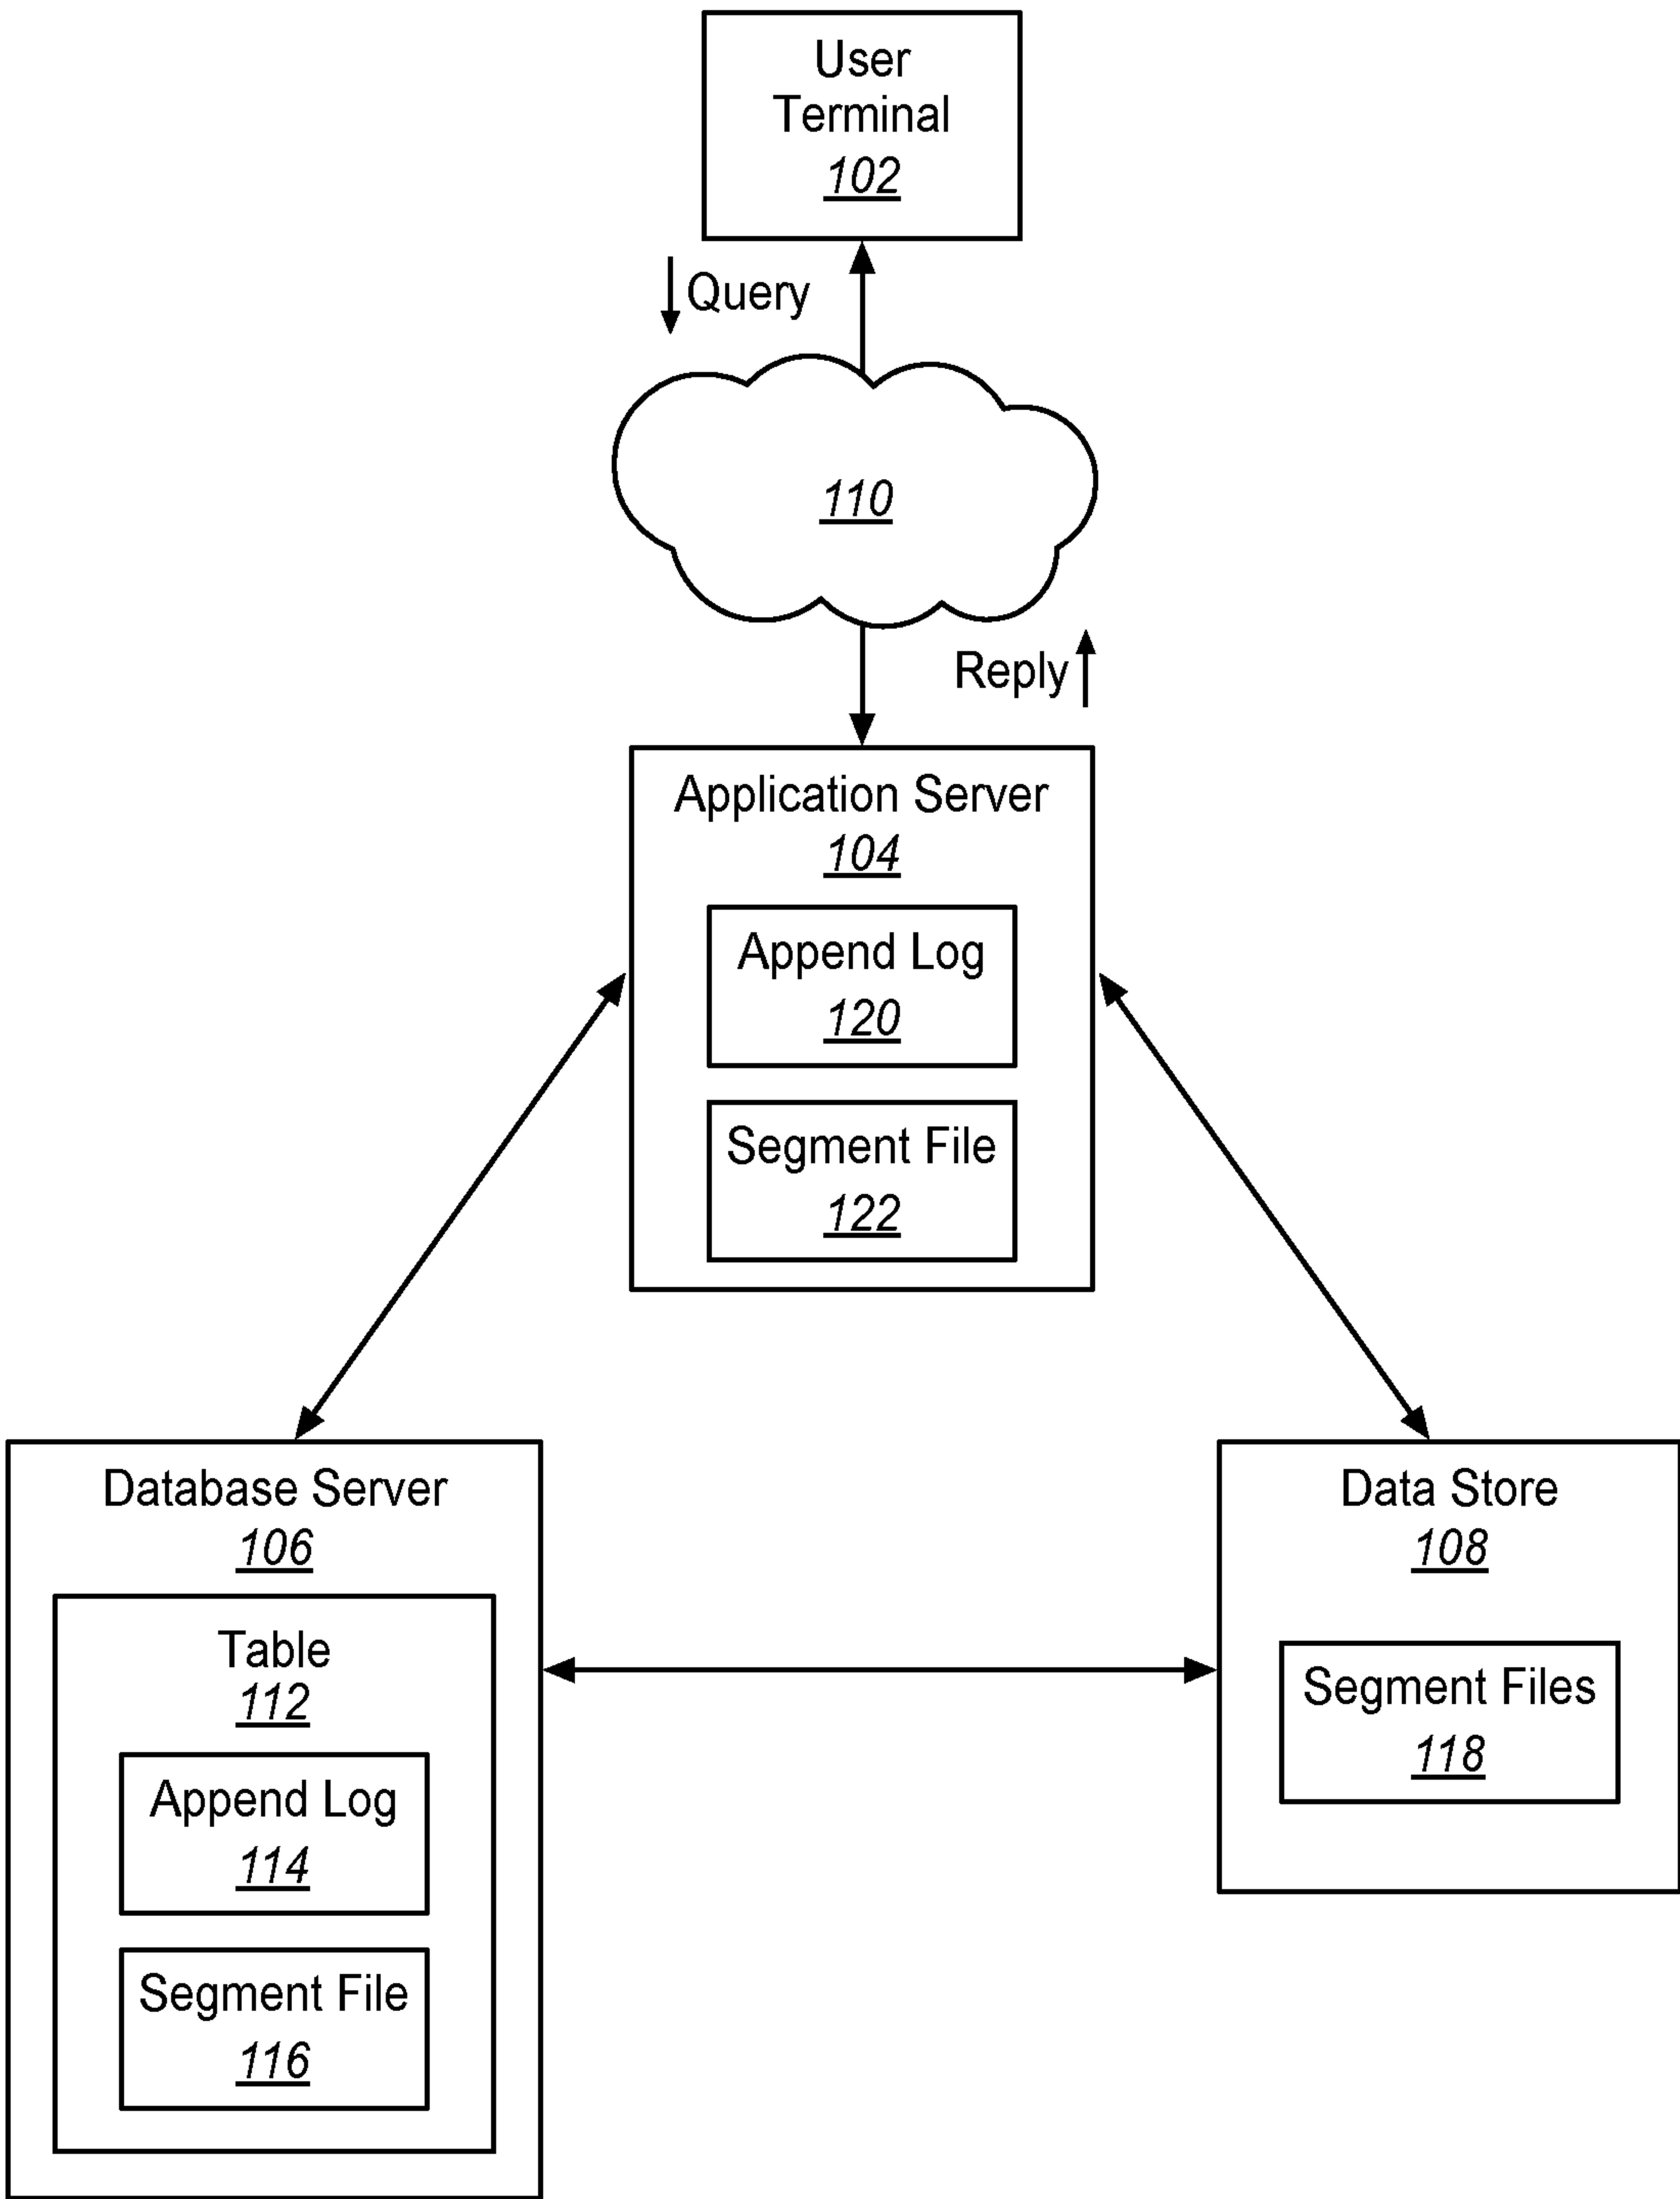 User
Terminal
102
Query
110
Reply
Application Server
104
Append Log
120
Segment File
122
Database Server
106
Table
112
Append Log
114
Segment File
116
Data Store
108
Segment Files
118